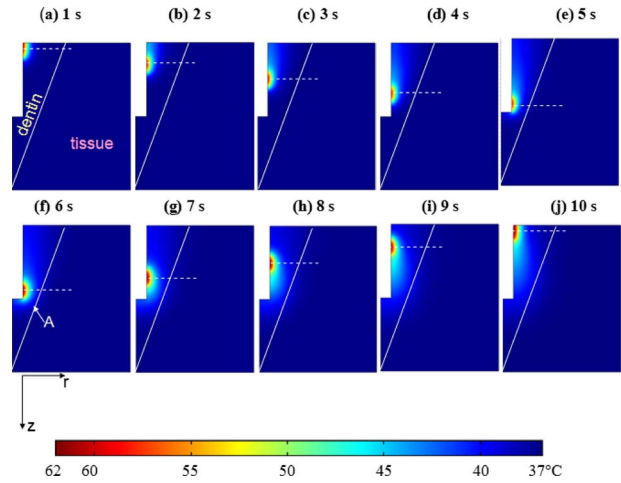 (a) 1 s (b) 2 s (c) 3 s (d) 4 s (e) 5 s
dentin
tissue
(f) 6 s (g) 7 s (h) 8 s (i) 9 s (j) 10 s
A
r
z
62 60 55 50 45 40 37°C